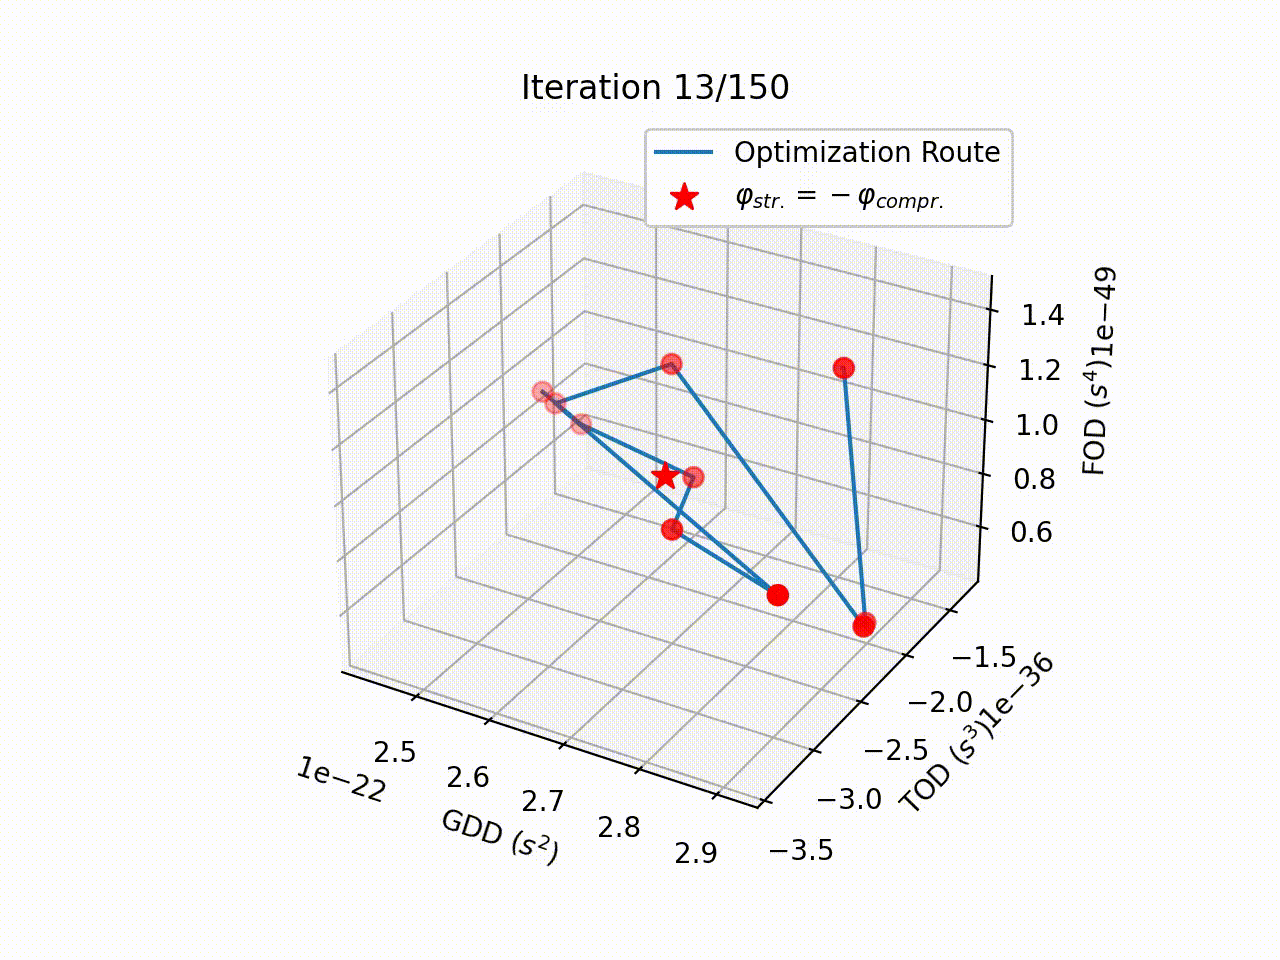 Iteration 13/150
Optimization Route
φstr. = −φcompr.
1.4
1.2
1.0
0.8
0.6
FOD (s⁴)1e−49
−1.5
−2.0
−2.5
−3.0
−3.5
TOD (s³)1e−36
2.5
2.6
2.7
2.8
2.9
1e−22
GDD (s²)